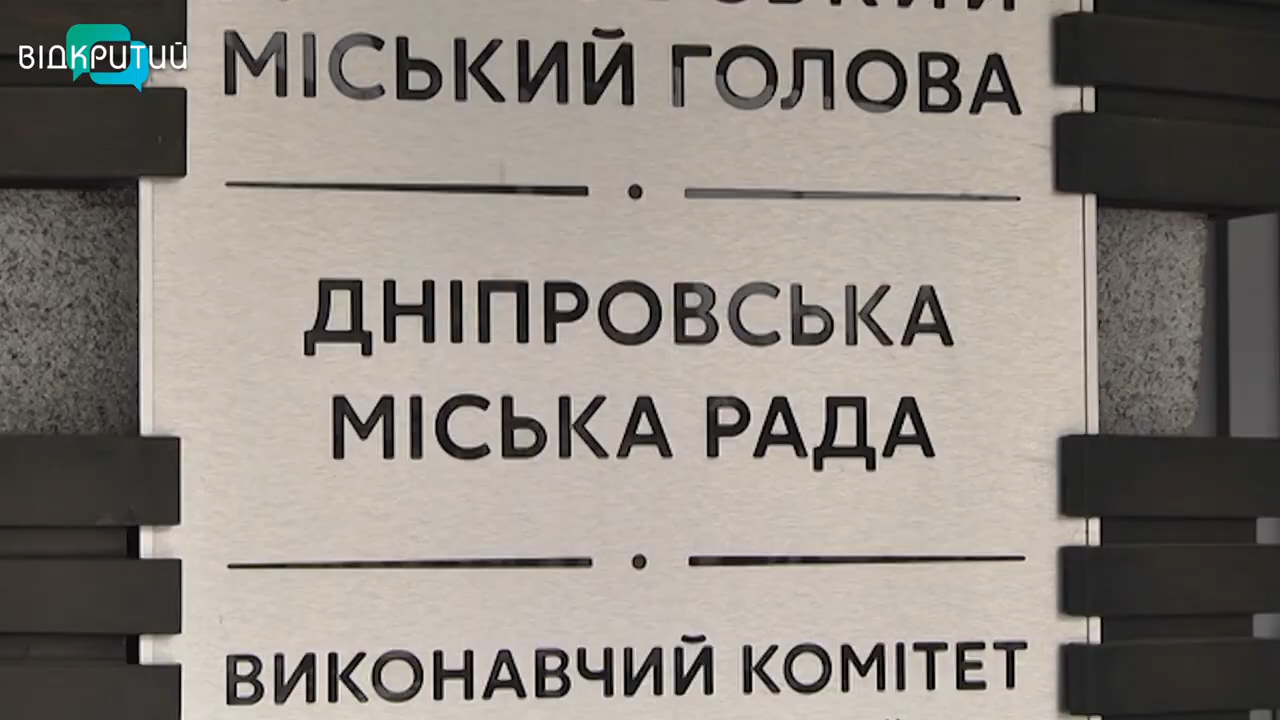 ВІДКРИТИЙ
МІСЬКИЙ ГОЛОВА
ДНІПРОВСЬКА
МІСЬКА РАДА
ВИКОНАВЧИЙ КОМІТЕТ